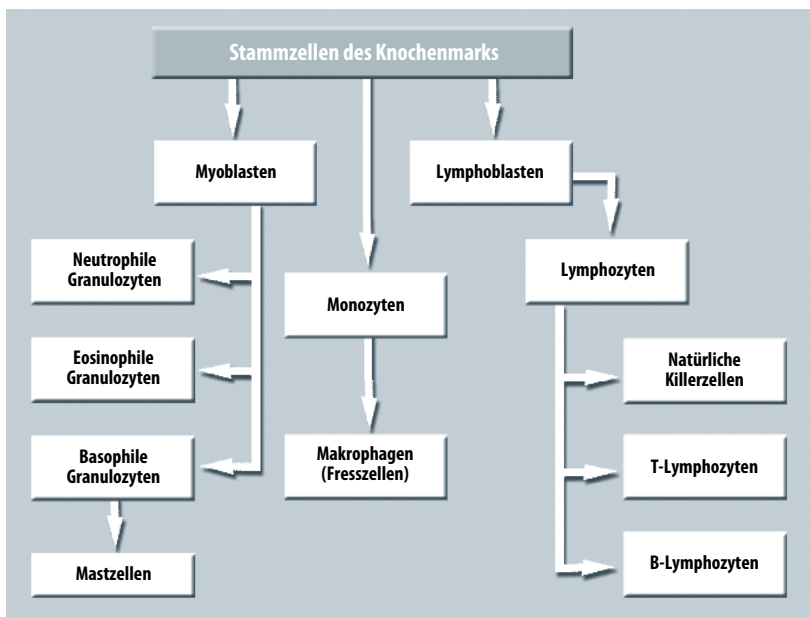 Stammzellen des Knochenmarks
Myoblasten
Lymphoblasten
Neutrophile
Granulozyten
Monozyten
Lymphozyten
Eosinophile
Granulozyten
Natürliche
Killerzellen
Basophile
Granulozyten
Makrophagen
(Fresszellen)
T-Lymphozyten
Mastzellen
B-Lymphozyten